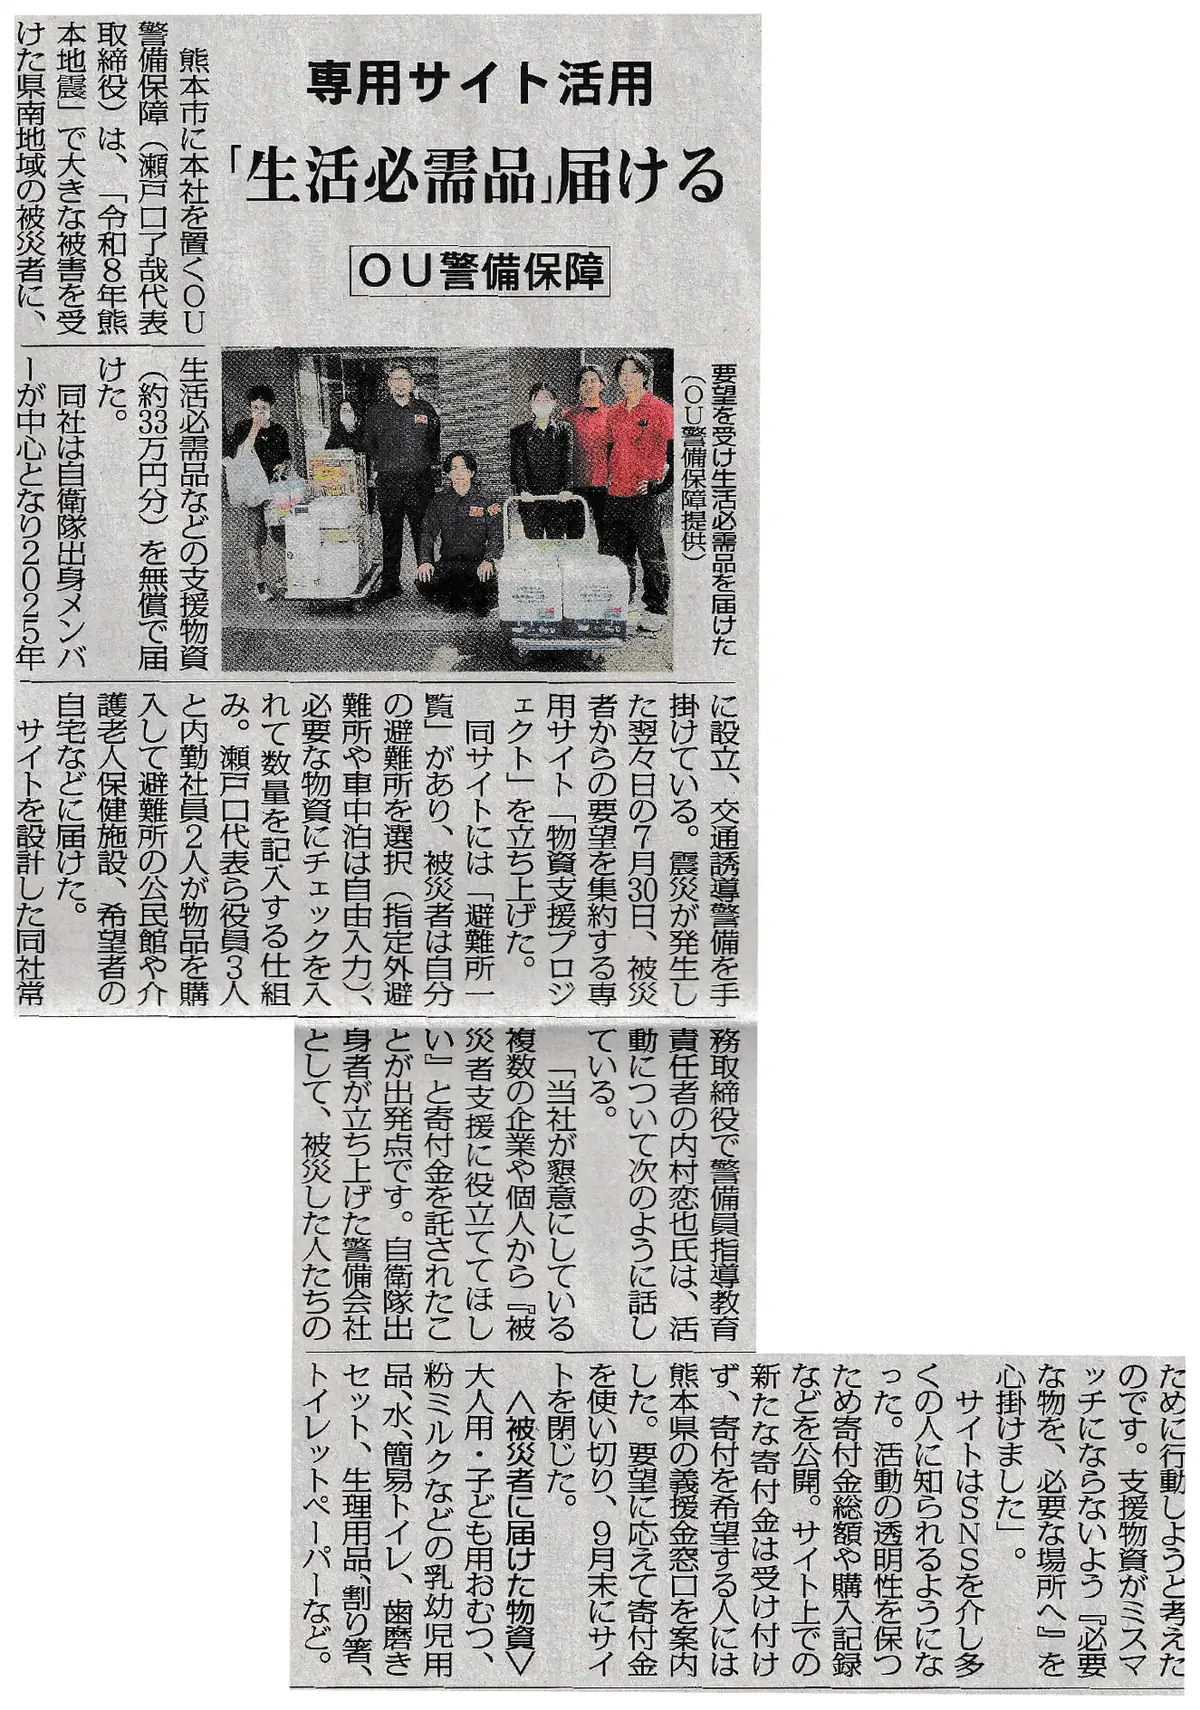 専用サイト活用
「生活必需品」届ける
OU警備保障
熊本市に本社を置くOU
警備保障（瀬戸口了哉代表
取締役）は、「令和8年熊
本地震」で大きな被害を受
けた県南地域の被災者に、
生活必需品などの支援物資
（約33万円分）を無償で届
けた。
同社は自衛隊出身メンバ
ーが中心となり2025年
要望を受け生活必需品を届けた
（OU警備保障提供）
に設立、交通誘導警備を手
掛けている。震災が発生し
た翌々日の7月30日、被災
者からの要望を集約する専
用サイト「物資支援プロジ
ェクト」を立ち上げた。
同サイトには「避難所一
覧」があり、被災者は自分
の避難所を選択（指定外避
難所や車中泊は自由入力）、
必要な物資にチェックを入
れて数量を記入する仕組
み。瀬戸口代表ら役員3人
と内勤社員2人が物品を購
入して避難所の公民館や介
護老人保健施設、希望者の
自宅などに届けた。
サイトを設計した同社常
務取締役で警備員指導教育
責任者の内村恋也氏は、活
動について次のように話し
ている。
「当社が懇意にしている
複数の企業や個人から『被
災者支援に役立ててほし
い』と寄付金を託されたこ
とが出発点です。自衛隊出
身者が立ち上げた警備会社
として、被災した人たちの
ために行動しようと考えた
のです。支援物資がミスマ
ッチにならないよう『必要
な物を、必要な場所へ』を
心掛けました」。
サイトはSNSを介し多
くの人に知られるようにな
った。活動の透明性を保つ
ため寄付金総額や購入記録
などを公開。サイト上での
新たな寄付金は受け付け
ず、寄付を希望する人には
熊本県の義援金窓口を案内
した。要望に応えて寄付金
を使い切り、9月末にサイ
トを閉じた。
＜被災者に届けた物資＞
大人用・子ども用おむつ、
粉ミルクなどの乳幼児用
品、水、簡易トイレ、歯磨き
セット、生理用品、割り箸、
トイレットペーパーなど。